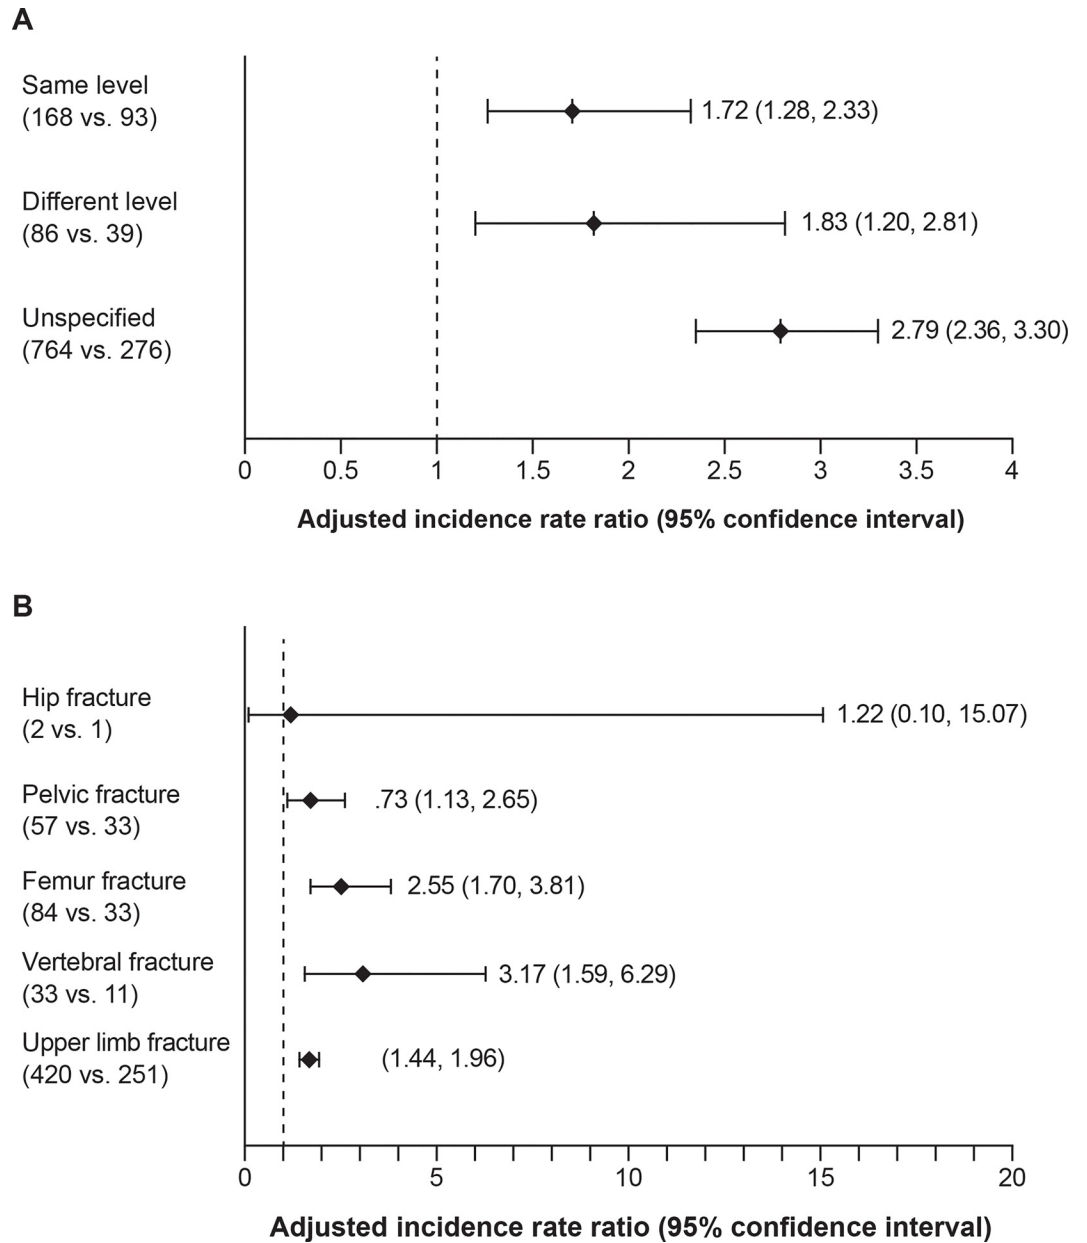 A
Same level
(168 vs. 93)
1.72 (1.28, 2.33)
Different level
(86 vs. 39)
1.83 (1.20, 2.81)
Unspecified
(764 vs. 276)
2.79 (2.36, 3.30)
0 0.5 1 1.5 2 2.5 3 3.5 4
Adjusted incidence rate ratio (95% confidence interval)
B
Hip fracture
(2 vs. 1)
1.22 (0.10, 15.07)
Pelvic fracture
(57 vs. 33)
.73 (1.13, 2.65)
Femur fracture
(84 vs. 33)
2.55 (1.70, 3.81)
Vertebral fracture
(33 vs. 11)
3.17 (1.59, 6.29)
Upper limb fracture
(420 vs. 251)
(1.44, 1.96)
0 5 10 15 20
Adjusted incidence rate ratio (95% confidence interval)